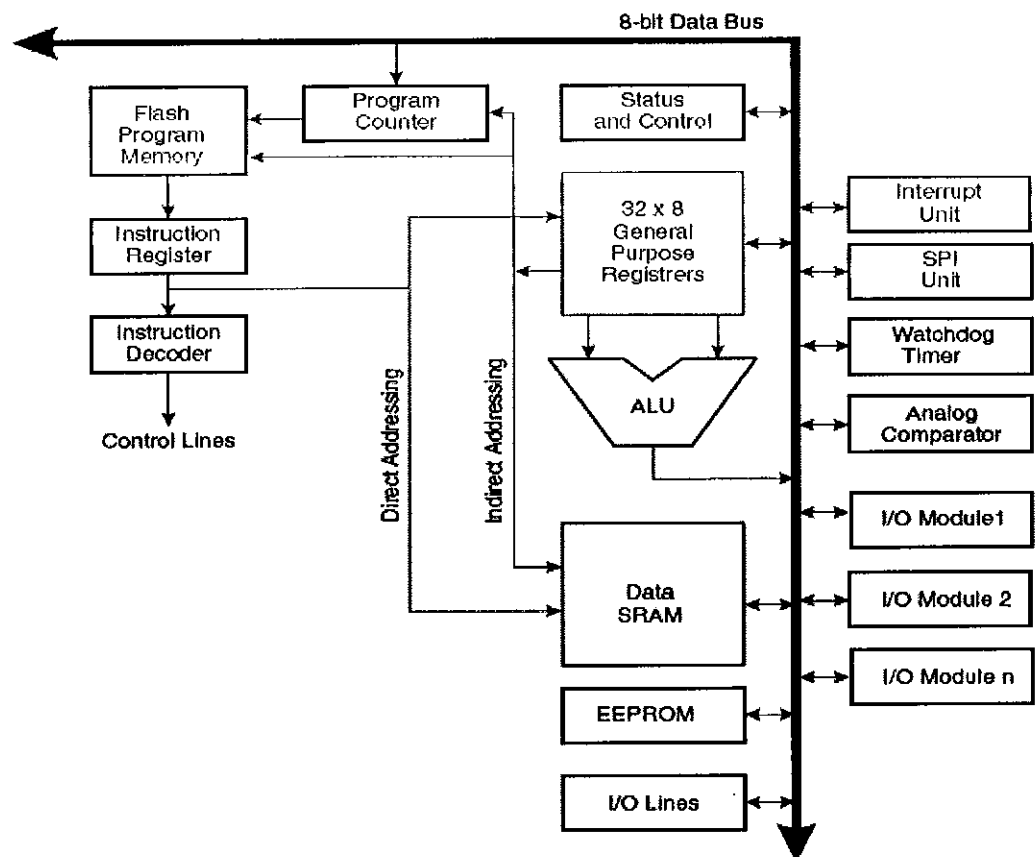 8-bit Data Bus
Flash
Program
Memory
Program
Counter
Status
and Control
32 x 8
General
Purpose
Registrers
Interrupt
Unit
Instruction
Register
SPI
Unit
Instruction
Decoder
Watchdog
Timer
ALU
Control Lines
Direct Addressing
Indirect Addressing
Analog
Comparator
I/O Module1
Data
SRAM
I/O Module 2
I/O Module n
EEPROM
I/O Lines